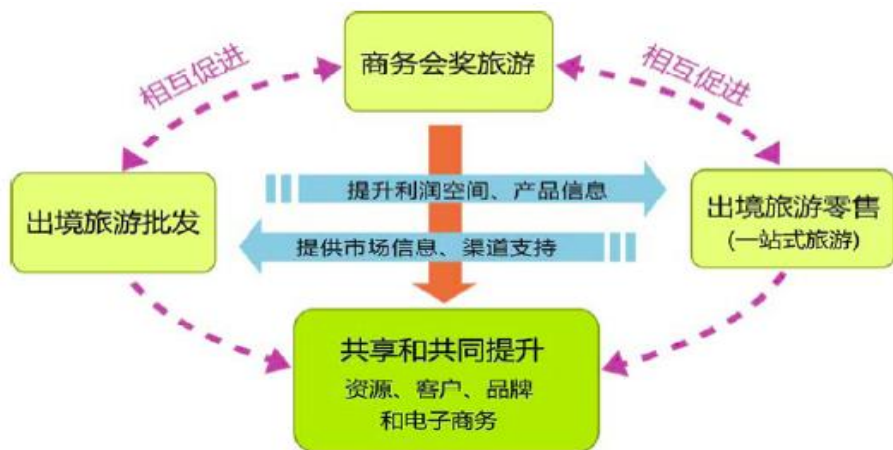 商务会奖旅游
相互促进
相互促进
提升利润空间、产品信息
出境旅游批发
出境旅游零售
(一站式旅游)
提供市场信息、渠道支持
共享和共同提升
资源、客户、品牌
和电子商务